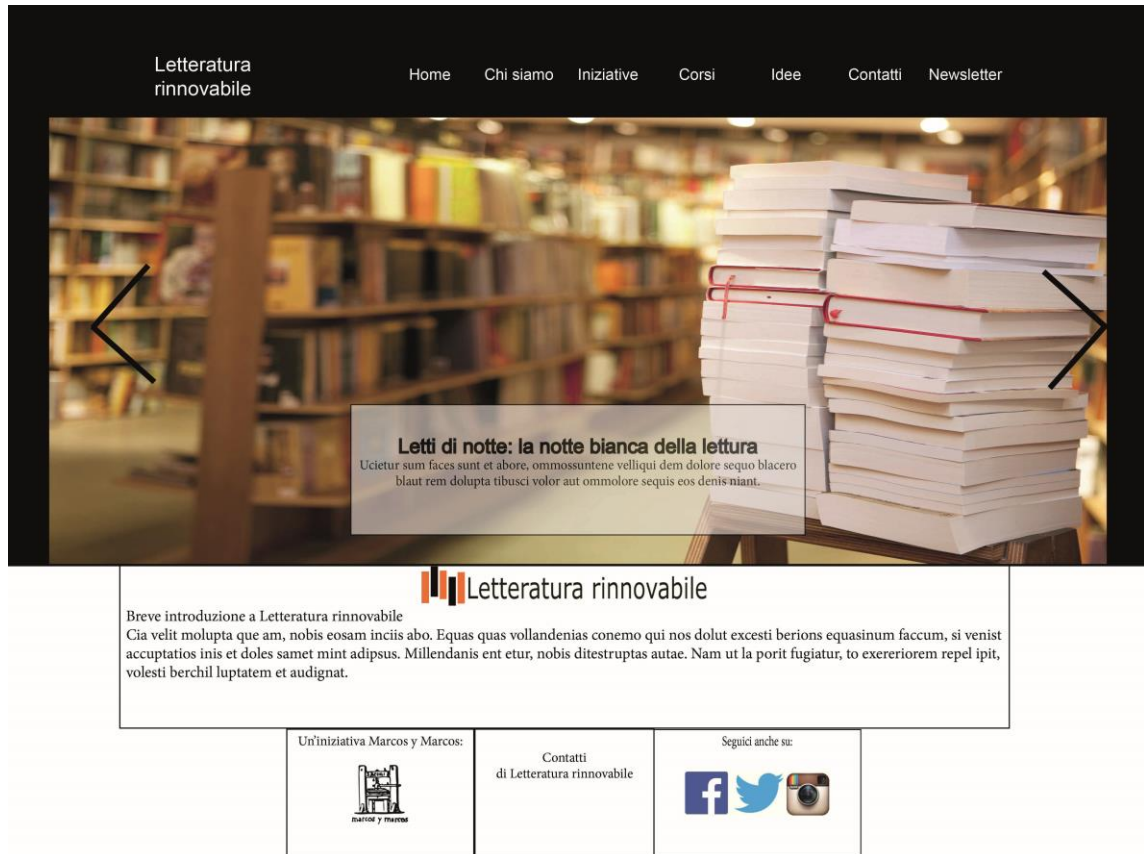 Letteratura
rinnovabile
Home Chi siamo Iniziative Corsi Idee Contatti Newsletter
Letti di notte: la notte bianca della lettura
Ucietur sum faces sunt et abore, ommossuntene velliqui dem dolore sequo blacero
blaut rem dolupta tibusci volor aut ommolore sequis eos denis niant.
Letteratura rinnovabile
Breve introduzione a Letteratura rinnovabile
Cia velit molupta que am, nobis eosam inciis abo. Equas quas vollandenias conemo qui nos dolut excesti berions equasinum faccum, si venist
accuptatios inis et doles samet mint adipsus. Millendanis ent etur, nobis ditestruptas autae. Nam ut la porit fugiatur, to exereriorem repel ipit,
volesti berchil luptatem et audignat.
Un'iniziativa Marcos y Marcos:
marcos y marcos
Contatti
di Letteratura rinnovabile
Seguici anche su: